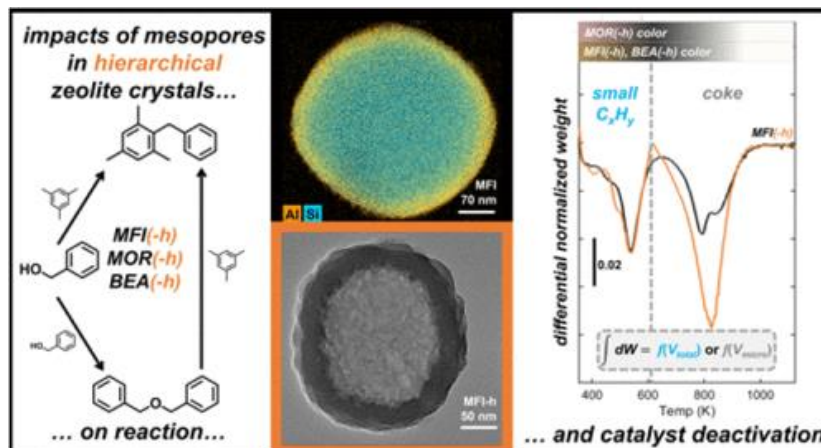 impacts of mesopores
in hierarchical
zeolite crystals...
HO
MFI(-h)
MOR(-h)
BEA(-h)
HO
O
... on reaction...
Al Si
MFI
70 nm
MFI-h
50 nm
MOR(-h) color
MFI(-h), BEA(-h) color
small
CxHy
coke
MFI(-h)
differential normalized weight
0.02
∫ dW = f(Vtotal) or f(Vmicro)
400 600 800 1000
Temp (K)
... and catalyst deactivation